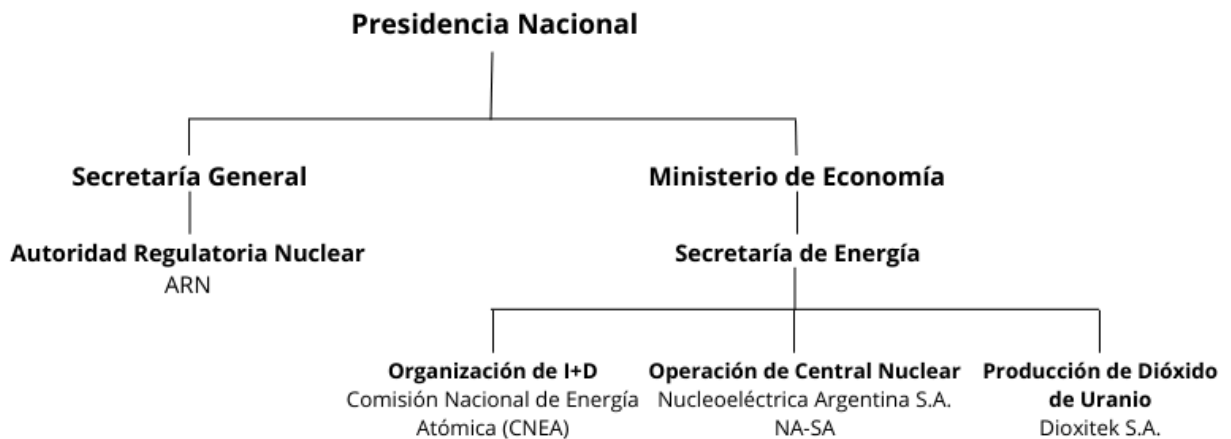 Presidencia Nacional
Secretaría General
Ministerio de Economía
Autoridad Regulatoria Nuclear
ARN
Secretaría de Energía
Organización de I+D
Comisión Nacional de Energía
Atómica (CNEA)
Operación de Central Nuclear
Nucleoeléctrica Argentina S.A.
NA-SA
Producción de Dióxido
de Uranio
Dioxitek S.A.